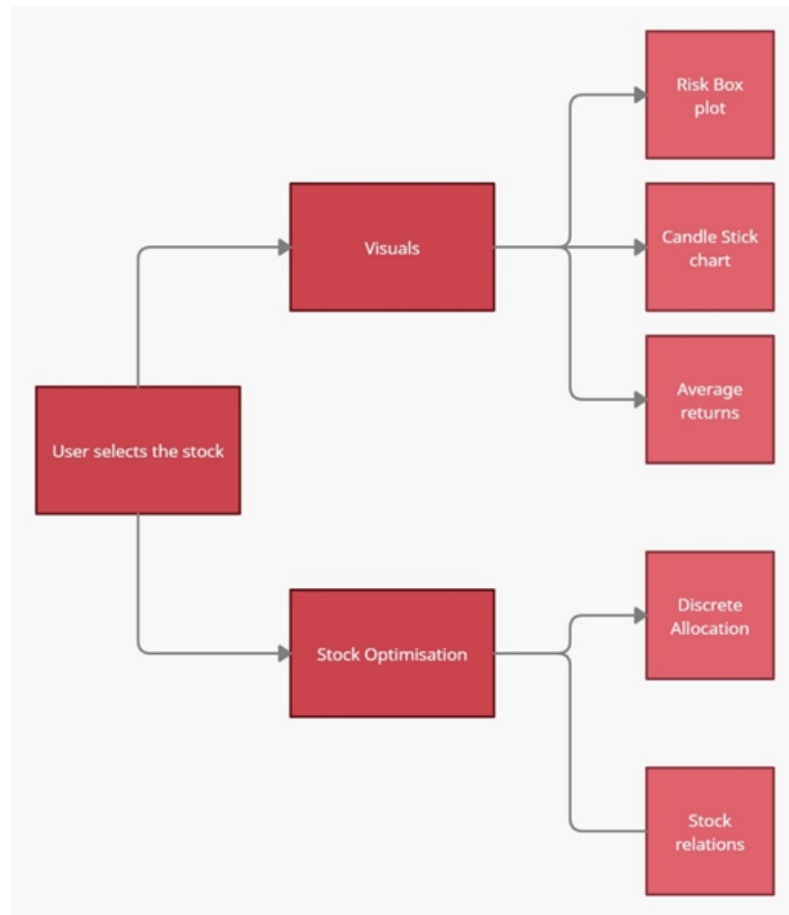 Risk Box
plot
Visuals
Candle Stick
chart
Average
returns
User selects the stock
Discrete
Allocation
Stock Optimisation
Stock
relations